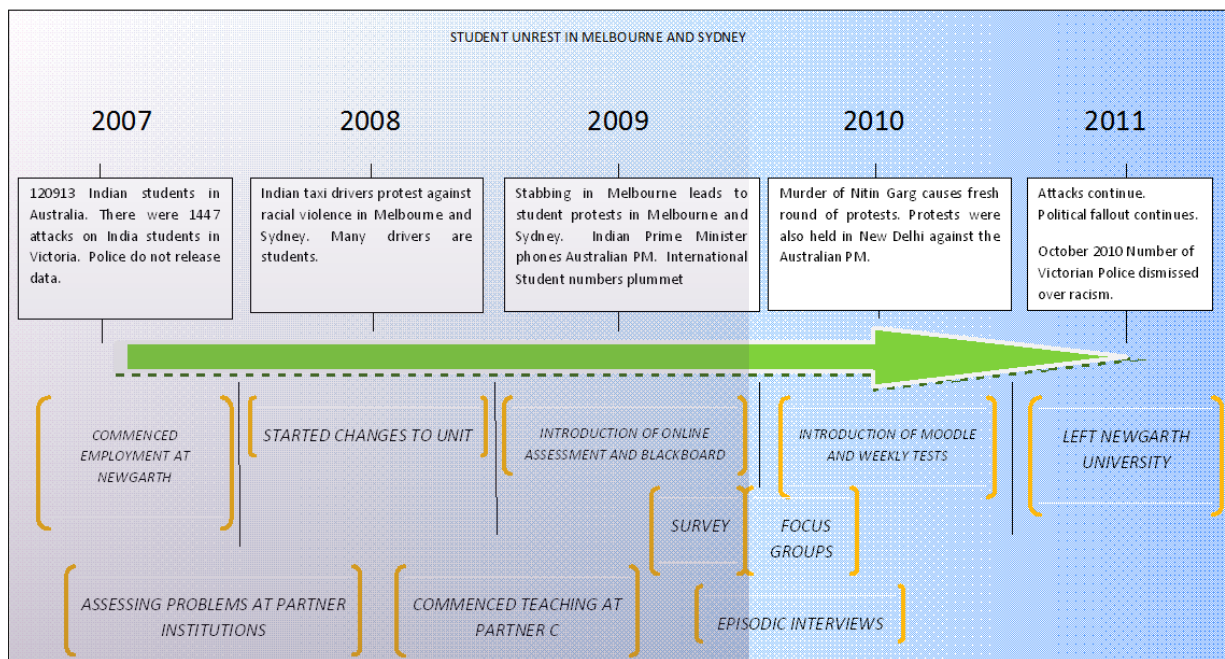 STUDENT UNREST IN MELBOURNE AND SYDNEY
2007
2008
2009
2010
2011
120913 Indian students in
Australia. There were 1447
attacks on India students in
Victoria. Police do not release
data.
Indian taxi drivers protest against
racial violence in Melbourne and
Sydney. Many drivers are
students.
Stabbing in Melbourne leads to
student protests in Melbourne and
Sydney. Indian Prime Minister
phones Australian PM. International
Student numbers plummet
Murder of Nitin Garg causes fresh
round of protests. Protests were
also held in New Delhi against the
Australian PM.
Attacks continue.
Political fallout continues.
October 2010 Number of
Victorian Police dismissed
over racism.
COMMENCED
EMPLOYMENT AT
NEWGARTH
STARTED CHANGES TO UNIT
INTRODUCTION OF ONLINE
ASSESSMENT AND BLACKBOARD
INTRODUCTION OF MOODLE
AND WEEKLY TESTS
LEFT NEWGARTH
UNIVERSITY
SURVEY
FOCUS
GROUPS
ASSESSING PROBLEMS AT PARTNER
INSTITUTIONS
COMMENCED TEACHING AT
PARTNER C
EPISODIC INTERVIEWS